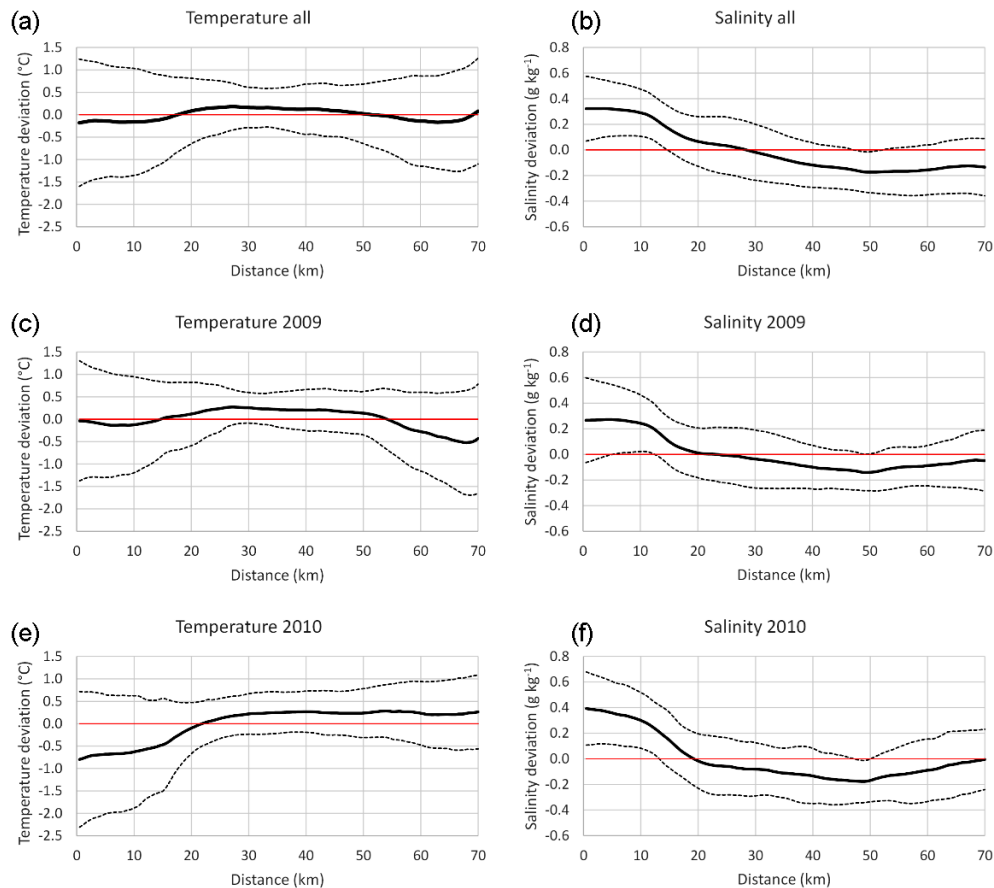 (a) Temperature all
Temperature deviation (°C)
1.5
1.0
0.5
0.0
-0.5
-1.0
-1.5
-2.0
-2.5
0 10 20 30 40 50 60 70
Distance (km)
(b) Salinity all
Salinity deviation (g kg⁻¹)
0.8
0.6
0.4
0.2
0.0
-0.2
-0.4
-0.6
0 10 20 30 40 50 60 70
Distance (km)
(c) Temperature 2009
Temperature deviation (°C)
1.5
1.0
0.5
0.0
-0.5
-1.0
-1.5
-2.0
-2.5
0 10 20 30 40 50 60 70
Distance (km)
(d) Salinity 2009
Salinity deviation (g kg⁻¹)
0.8
0.6
0.4
0.2
0.0
-0.2
-0.4
-0.6
0 10 20 30 40 50 60 70
Distance (km)
(e) Temperature 2010
Temperature deviation (°C)
1.5
1.0
0.5
0.0
-0.5
-1.0
-1.5
-2.0
-2.5
0 10 20 30 40 50 60 70
Distance (km)
(f) Salinity 2010
Salinity deviation (g kg⁻¹)
0.8
0.6
0.4
0.2
0.0
-0.2
-0.4
-0.6
0 10 20 30 40 50 60 70
Distance (km)